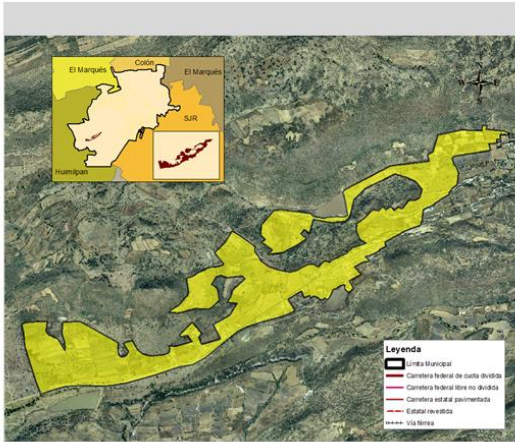 Colón
El Marqués
El Marqués
SJR
Huimilpan
Leyenda
Límite Municipal
Carretera federal de cuota dividida
Carretera federal libre no dividida
Carretera estatal pavimentada
Estatal revestida
Vía férrea